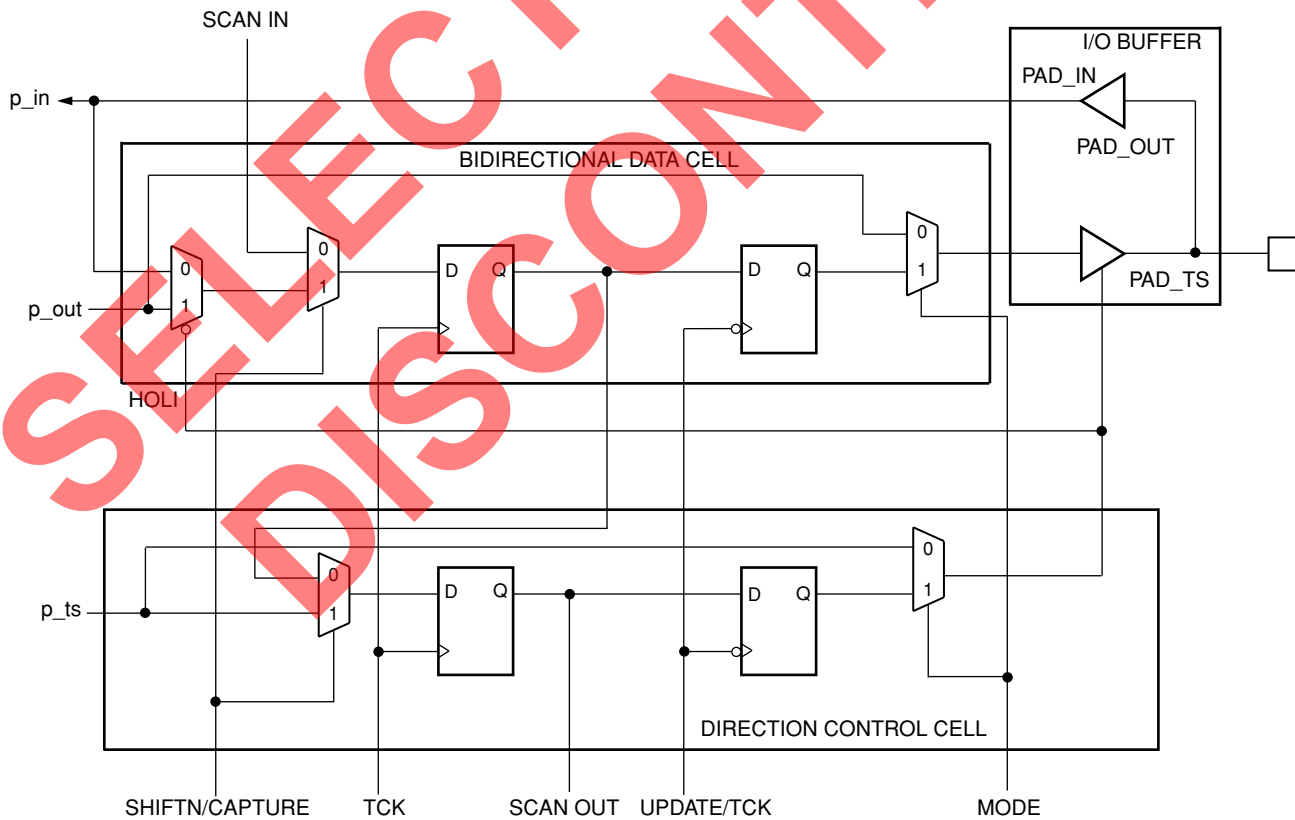 SCAN IN
I/O BUFFER
p_in
PAD_IN
PAD_OUT
BIDIRECTIONAL DATA CELL
0
0
0
1
D Q
D Q
1
p_out
1
PAD_TS
HOLI
0
0
D Q
D Q
1
p_ts
1
DIRECTION CONTROL CELL
SHIFTN/CAPTURE
TCK
SCAN OUT
UPDATE/TCK
MODE
SELECT
DISCONT